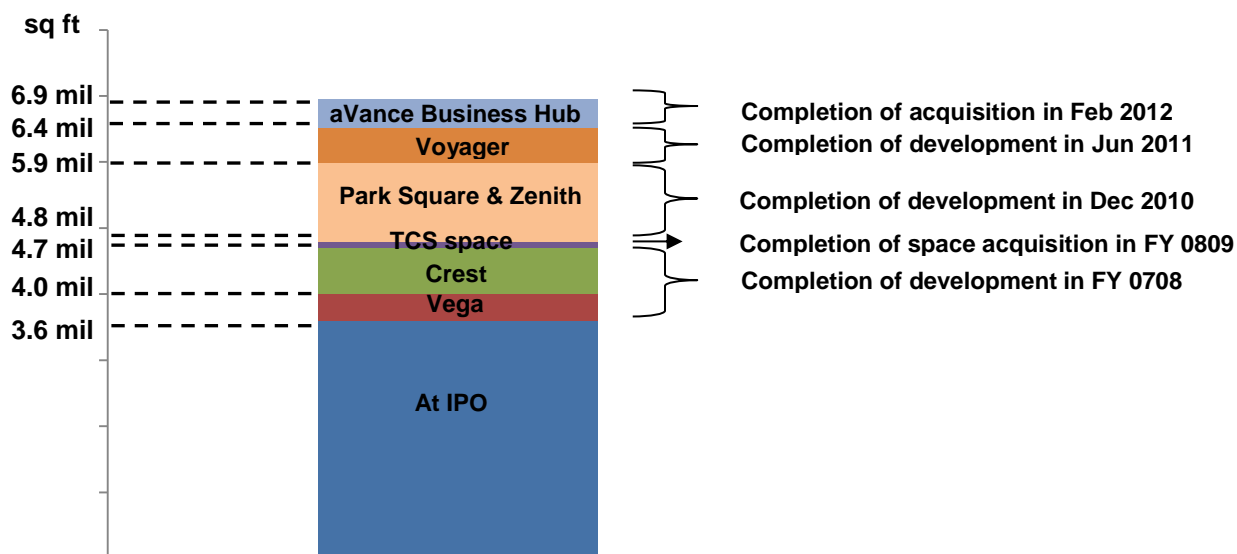 sq ft
6.9 mil
aVance Business Hub
Completion of acquisition in Feb 2012
6.4 mil
Voyager
Completion of development in Jun 2011
5.9 mil
Park Square & Zenith
Completion of development in Dec 2010
4.8 mil
TCS space
Completion of space acquisition in FY 0809
4.7 mil
Crest
Completion of development in FY 0708
4.0 mil
Vega
3.6 mil
At IPO